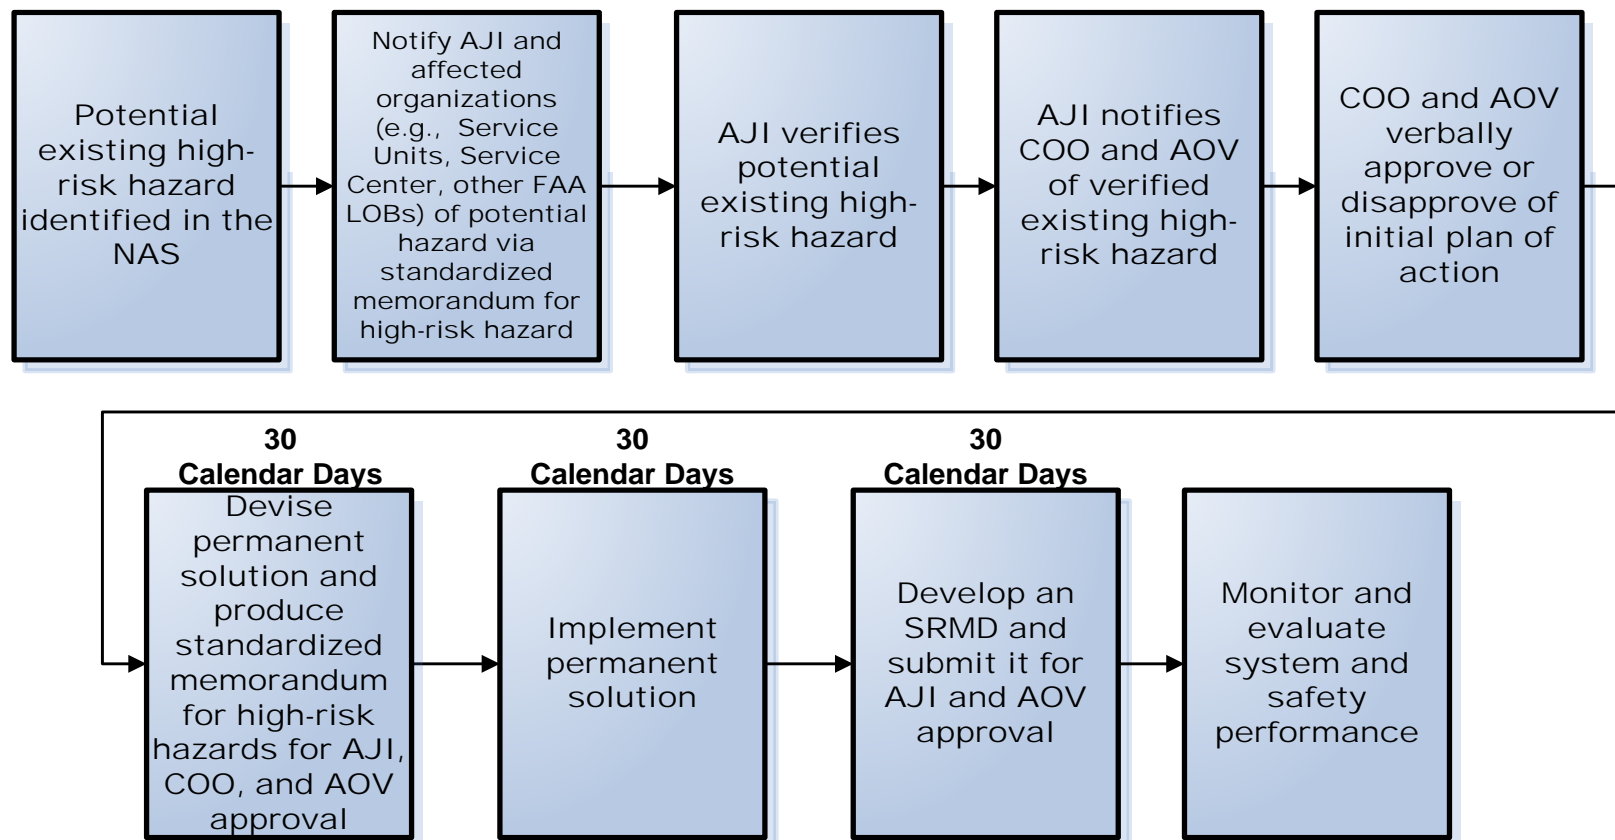 Potential
existing high-
risk hazard
identified in the
NAS
Notify AJI and
affected
organizations
(e.g., Service
Units, Service
Center, other FAA
LOBs) of potential
hazard via
standardized
memorandum for
high-risk hazard
AJI verifies
potential
existing high-
risk hazard
AJI notifies
COO and AOV
of verified
existing high-
risk hazard
COO and AOV
verbally
approve or
disapprove of
initial plan of
action
30
Calendar Days
Devise
permanent
solution and
produce
standardized
memorandum
for high-risk
hazards for AJI,
COO, and AOV
approval
30
Calendar Days
Implement
permanent
solution
30
Calendar Days
Develop an
SRMD and
submit it for
AJI and AOV
approval
Monitor and
evaluate
system and
safety
performance